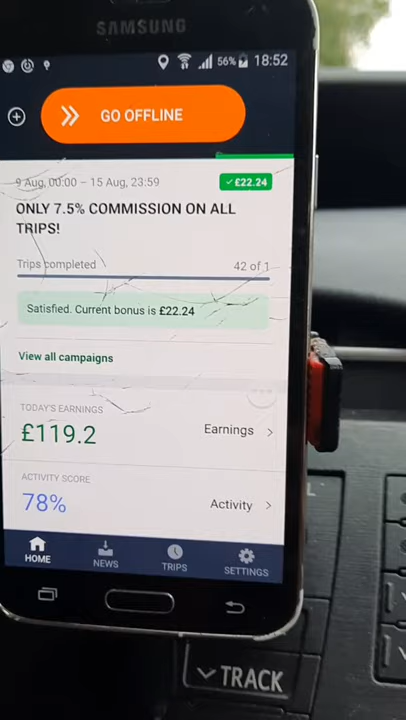 SAMSUNG
56% 18:52
GO OFFLINE
9 Aug, 00:00 – 15 Aug, 23:59
£22.24
ONLY 7.5% COMMISSION ON ALL
TRIPS!
Trips completed
42 of 1
Satisfied. Current bonus is £22.24
View all campaigns
TODAY'S EARNINGS
£119.2
Earnings
ACTIVITY SCORE
78%
Activity
HOME
NEWS
TRIPS
SETTINGS
TRACK